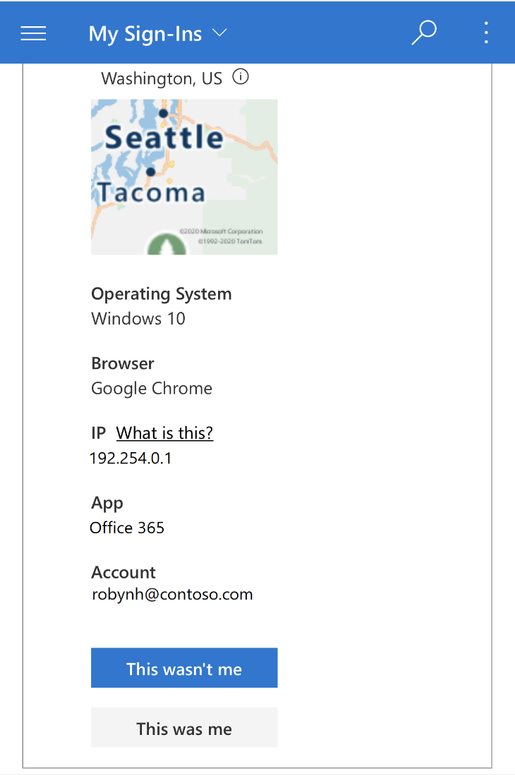 My Sign-Ins
Washington, US
Seattle
Tacoma
©2020 Microsoft Corporation
©1992-2020 TomTom
Operating System
Windows 10
Browser
Google Chrome
IP What is this?
192.254.0.1
App
Office 365
Account
robynh@contoso.com
This wasn't me
This was me